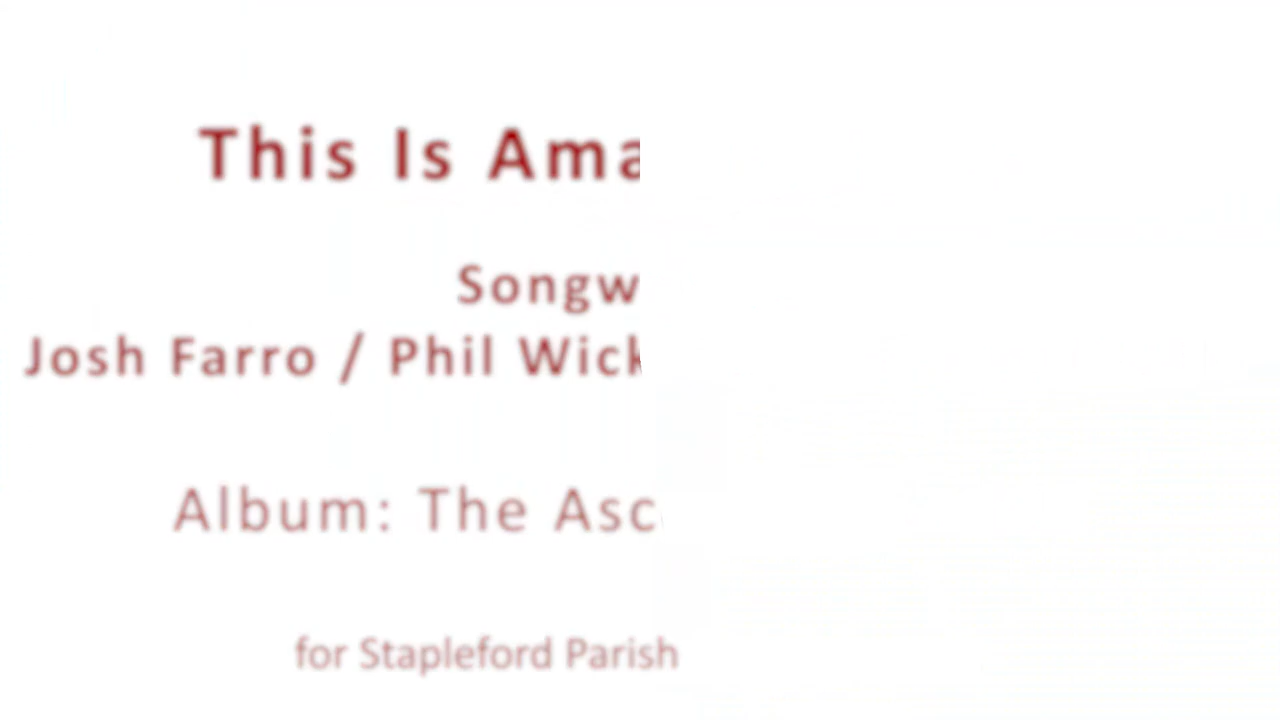 This Is Ama
Songw
Josh Farro / Phil Wick
Album: The Asc
for Stapleford Parish